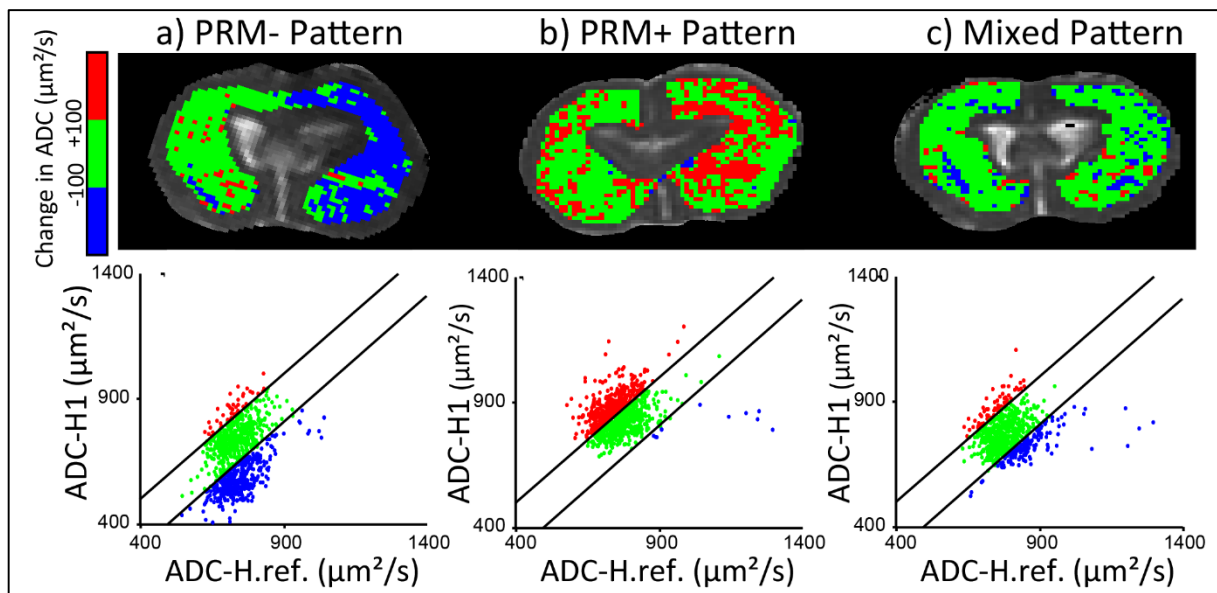 a) PRM- Pattern
b) PRM+ Pattern
c) Mixed Pattern
Change in ADC (µm²/s)
+100
-100
1400
900
400
ADC-H1 (µm²/s)
400
900
1400
ADC-H.ref. (µm²/s)
1400
900
400
ADC-H1 (µm²/s)
400
900
1400
ADC-H.ref. (µm²/s)
1400
900
400
ADC-H1 (µm²/s)
400
900
1400
ADC-H.ref. (µm²/s)